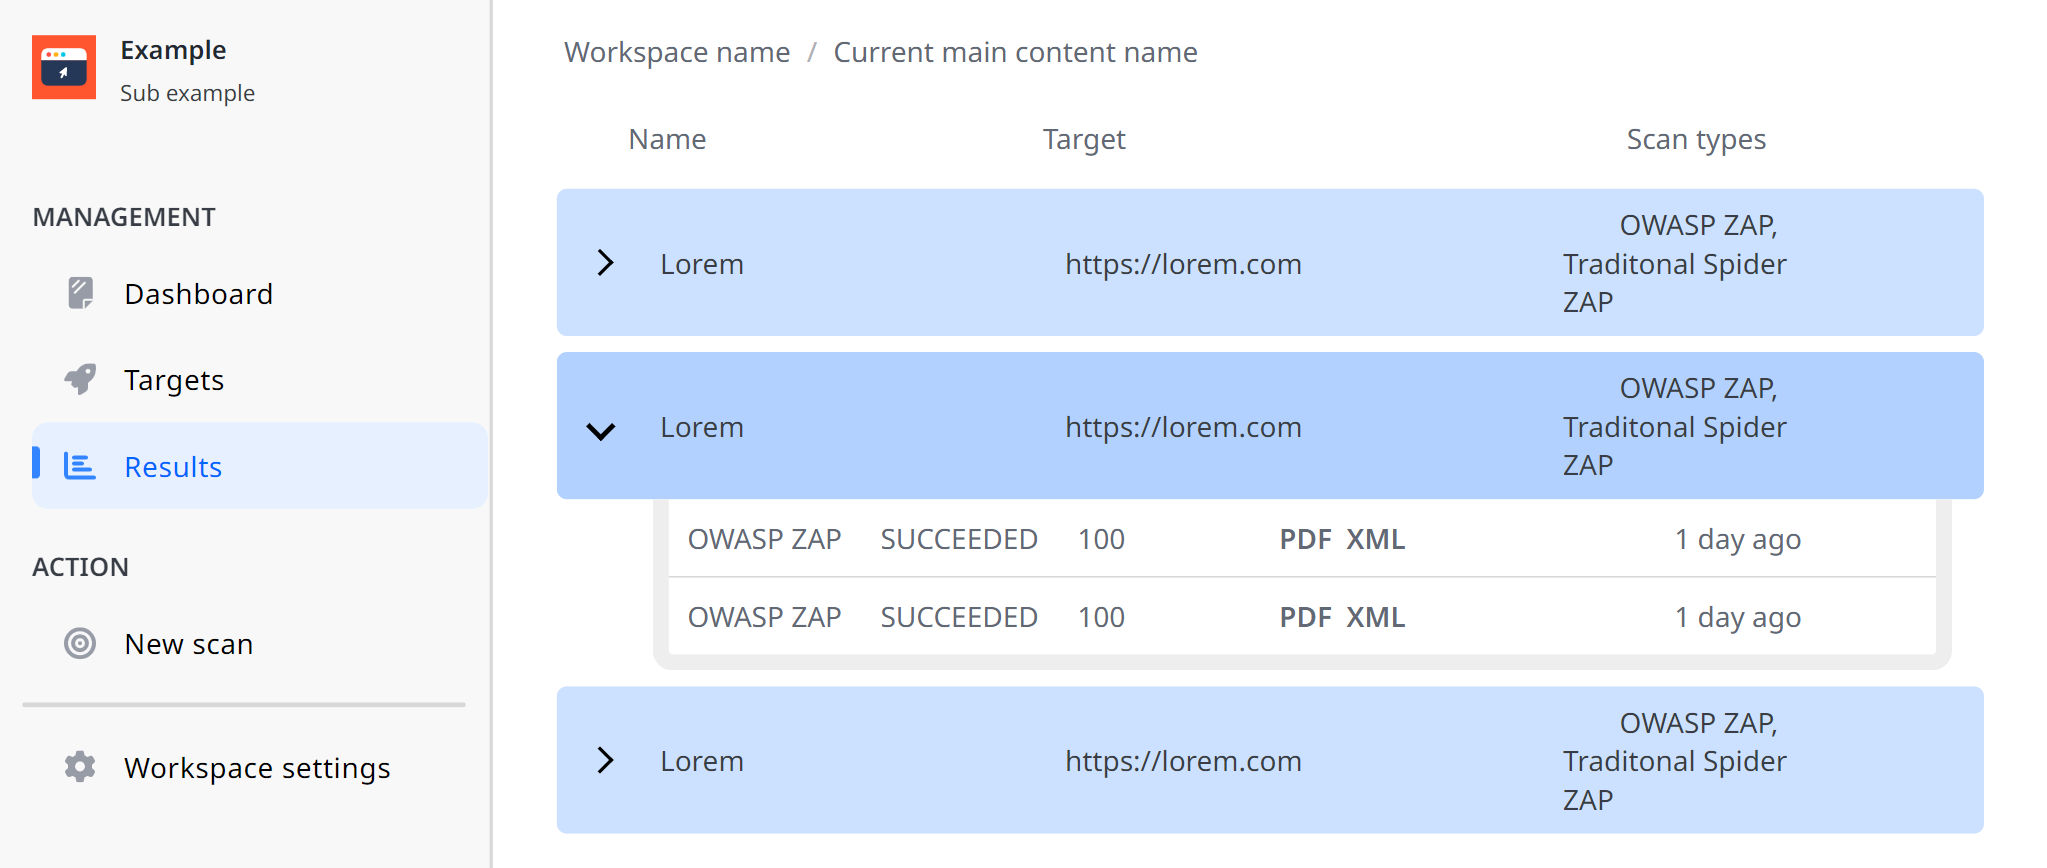 Example
Sub example
MANAGEMENT
Dashboard
Targets
Results
ACTION
New scan
Workspace settings
Workspace name / Current main content name
Name Target Scan types
OWASP ZAP,
Lorem https://lorem.com Traditonal Spider
ZAP
OWASP ZAP,
Lorem https://lorem.com Traditonal Spider
ZAP
OWASP ZAP SUCCEEDED 100 PDF XML 1 day ago
OWASP ZAP SUCCEEDED 100 PDF XML 1 day ago
OWASP ZAP,
Lorem https://lorem.com Traditonal Spider
ZAP